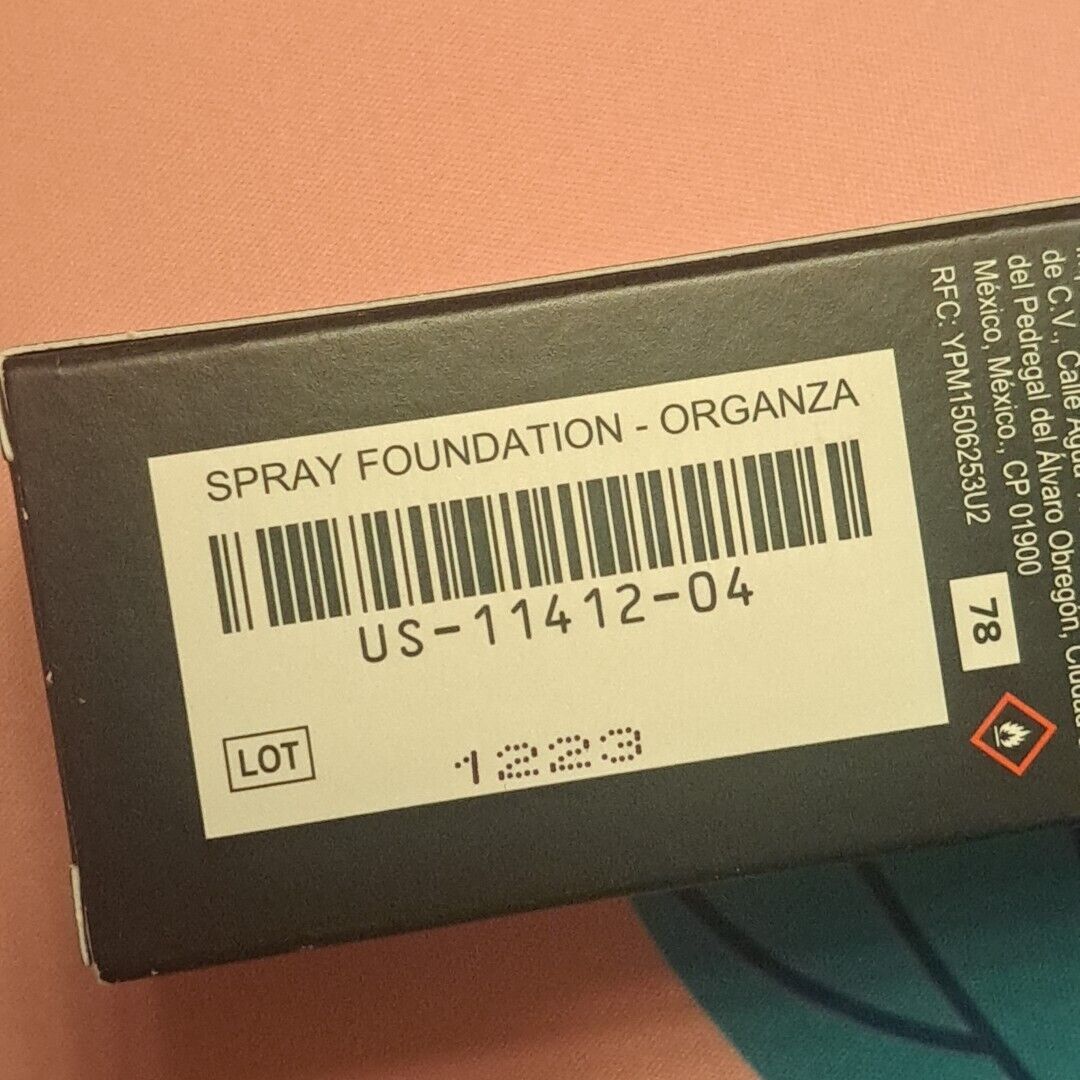 SPRAY FOUNDATION - ORGANZA
US-11412-04
LOT
1223
de C.V., Calle Agua
del Pedregal del Álvaro Obregón,
México, México., CP 01900
RFC: YPM1506253U2
78